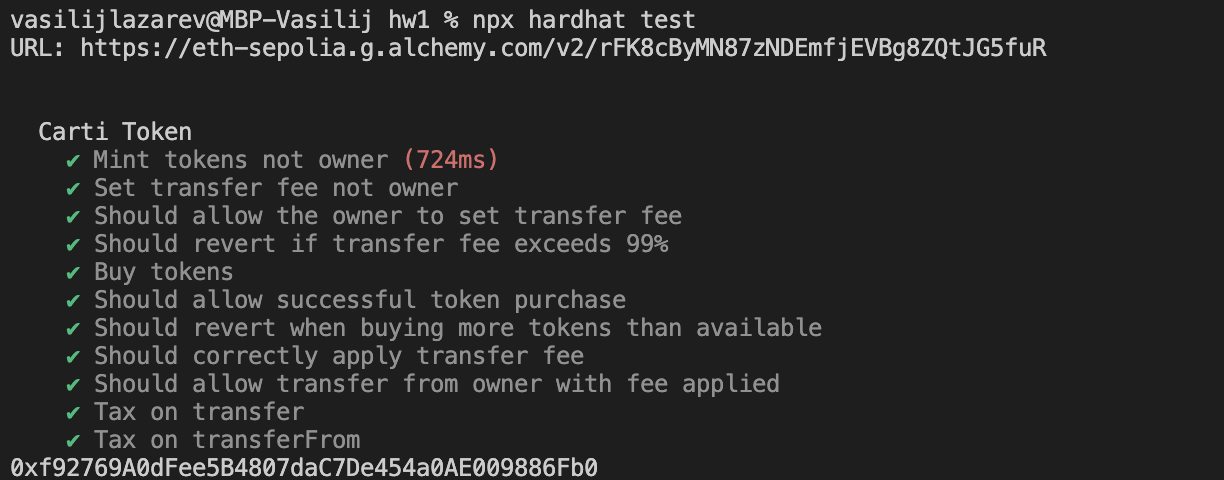 vasilijlazarev@MBP-Vasilij hw1 % npx hardhat test
URL: https://eth-sepolia.g.alchemy.com/v2/rFK8cByMN87zNDEmfjEVBg8ZQtJG5fuR
Carti Token
✔ Mint tokens not owner (724ms)
✔ Set transfer fee not owner
✔ Should allow the owner to set transfer fee
✔ Should revert if transfer fee exceeds 99%
✔ Buy tokens
✔ Should allow successful token purchase
✔ Should revert when buying more tokens than available
✔ Should correctly apply transfer fee
✔ Should allow transfer from owner with fee applied
✔ Tax on transfer
✔ Tax on transferFrom
0xf92769A0dFee5B4807daC7De454a0AE009886Fb0